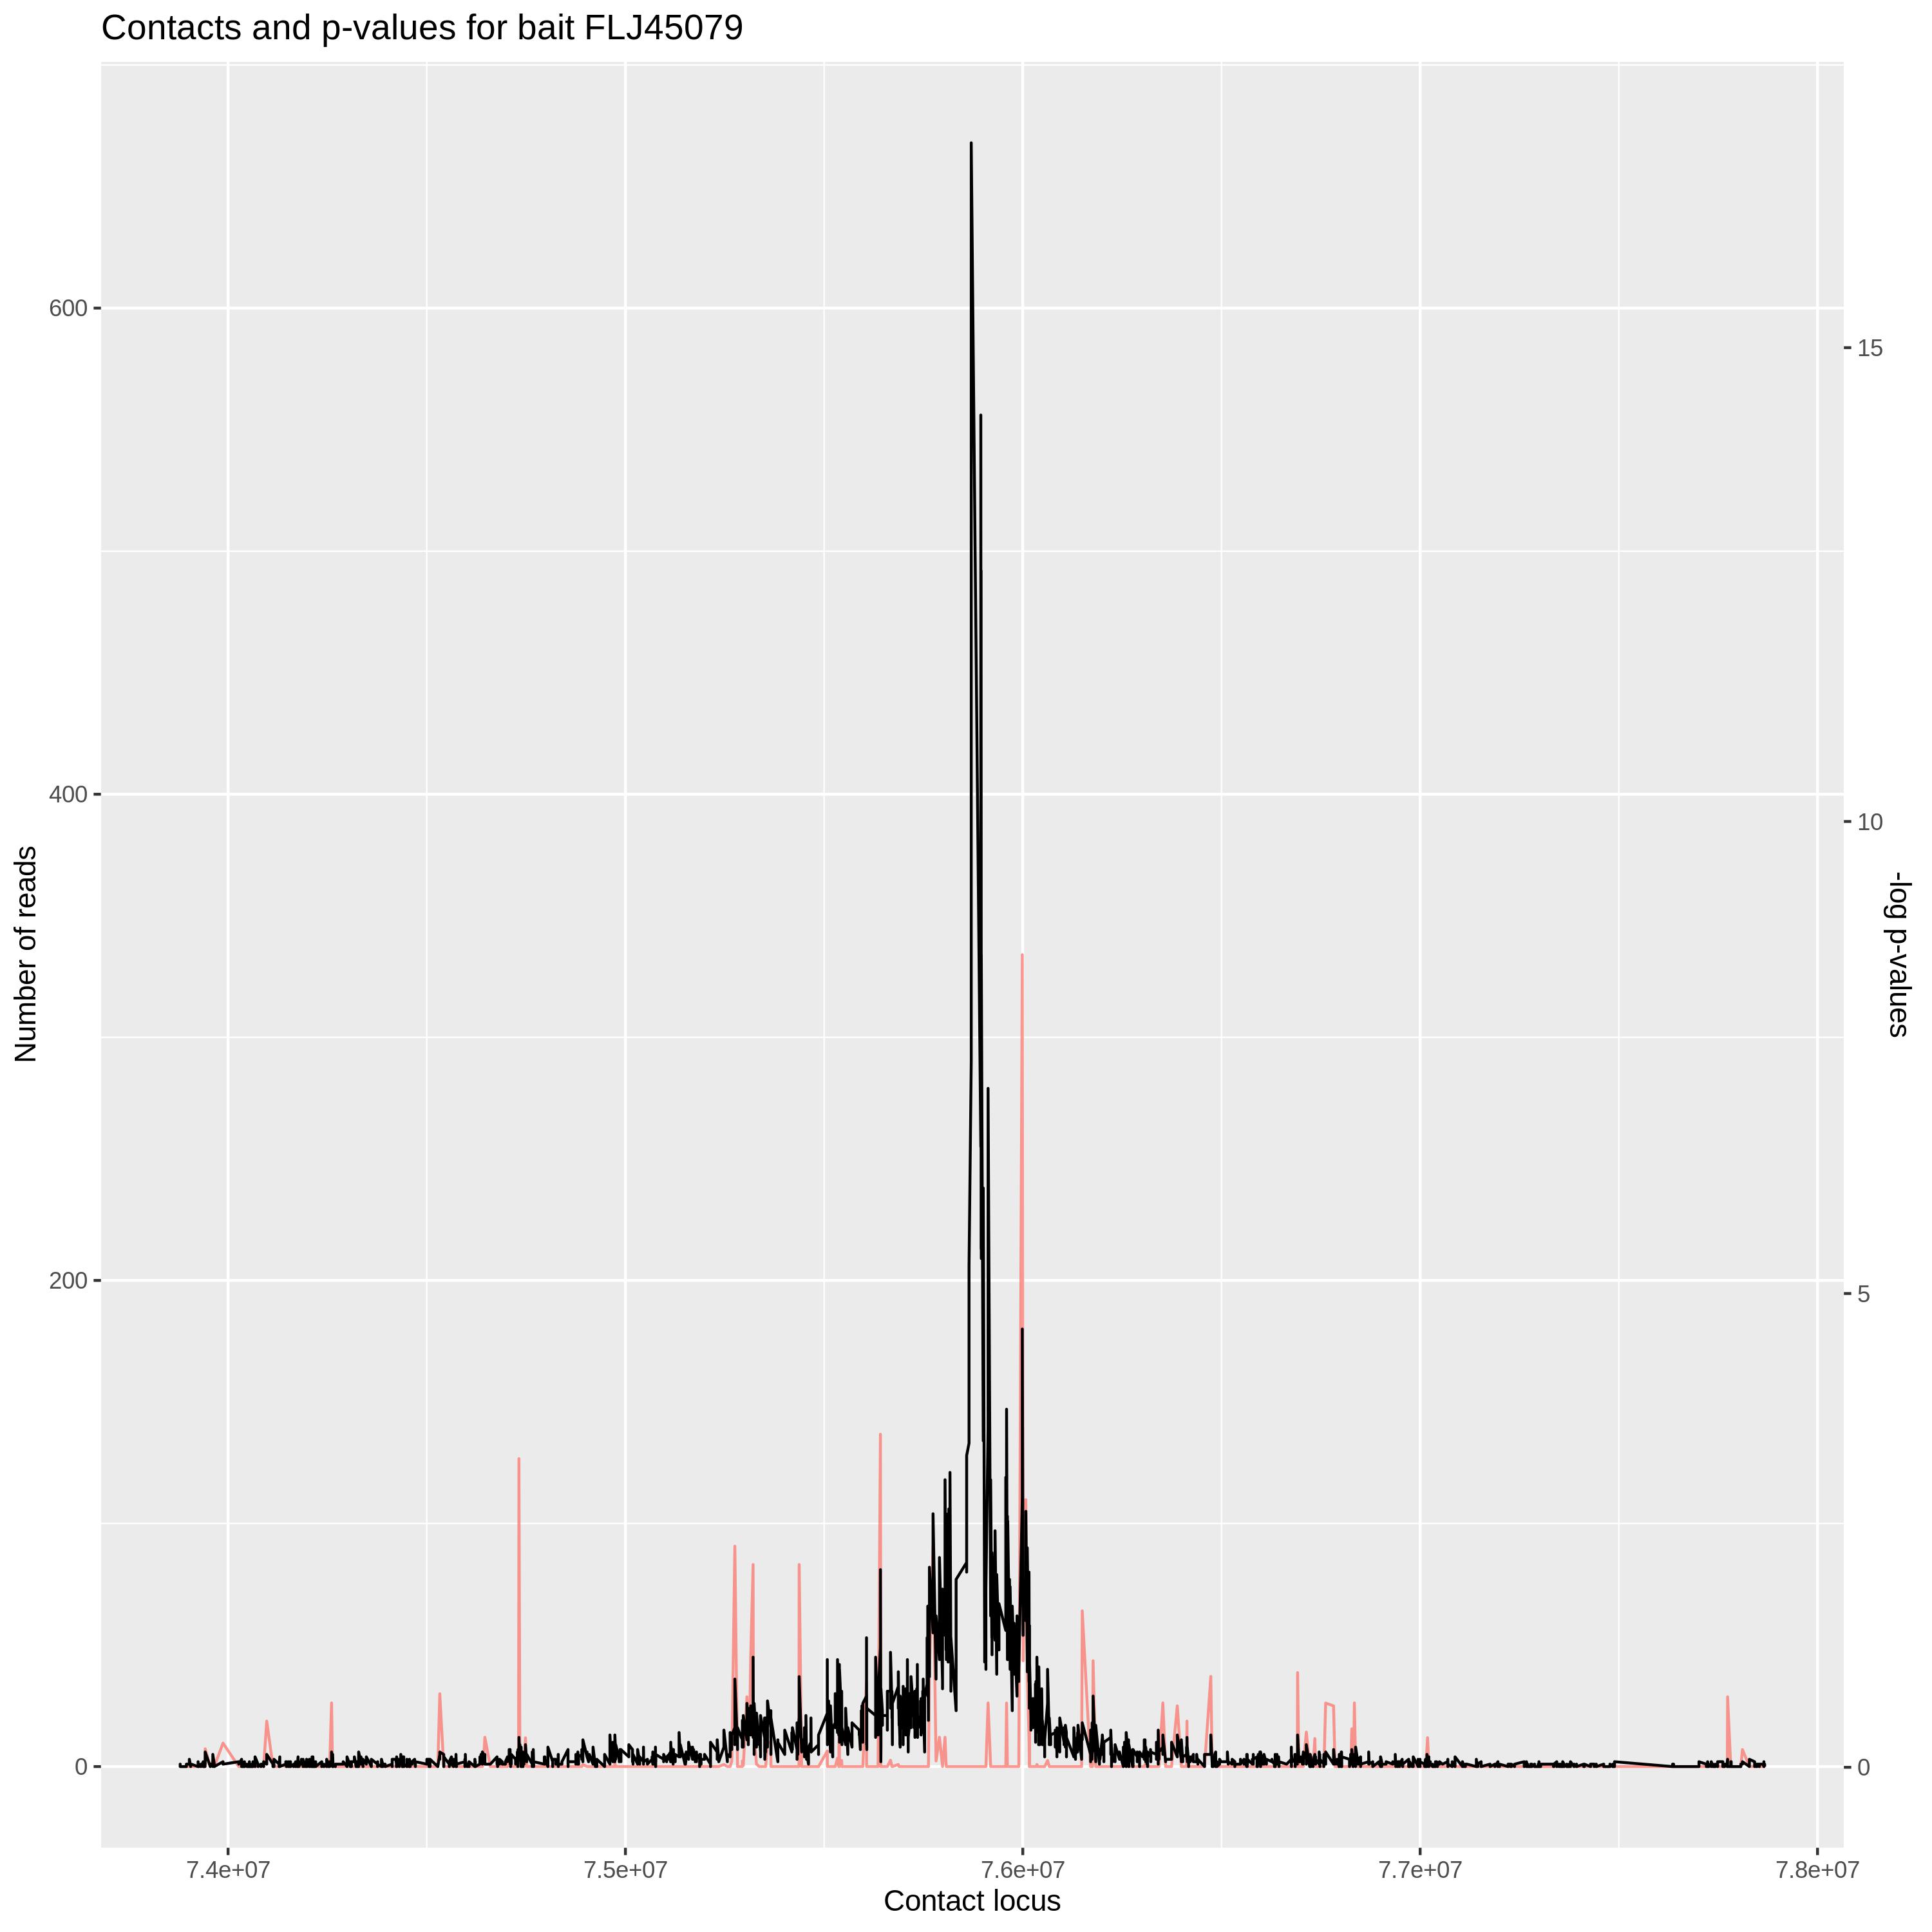 Contacts and p-values for bait FLJ45079
600
400
200
0
Number of reads
15
10
5
0
-log p-values
7.4e+07
7.5e+07
7.6e+07
7.7e+07
7.8e+07
Contact locus